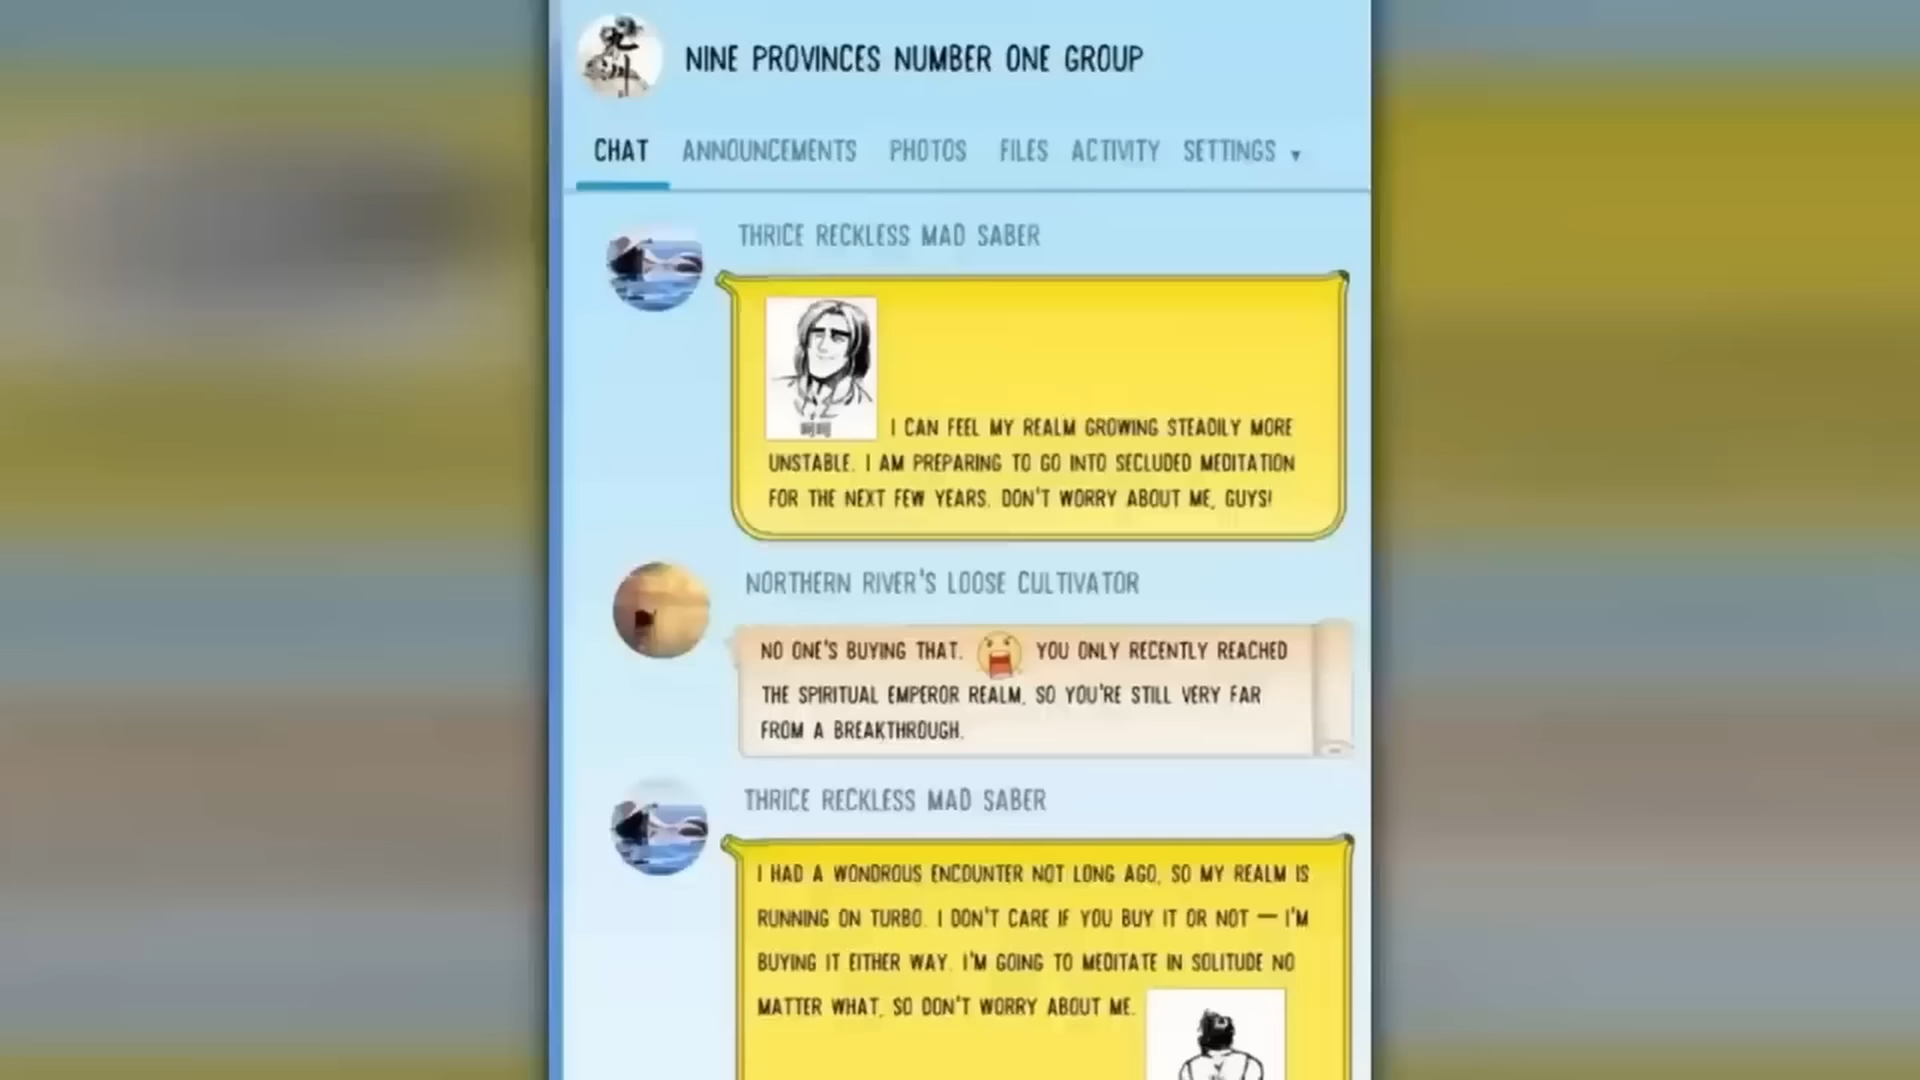 NINE PROVINCES NUMBER ONE GROUP
CHAT ANNOUNCEMENTS PHOTOS FILES ACTIVITY SETTINGS ▼
THRICE RECKLESS MAD SABER
呵呵
I CAN FEEL MY REALM GROWING STEADILY MORE
UNSTABLE. I AM PREPARING TO GO INTO SECLUDED MEDITATION
FOR THE NEXT FEW YEARS. DON'T WORRY ABOUT ME, GUYS!
NORTHERN RIVER'S LOOSE CULTIVATOR
NO ONE'S BUYING THAT. YOU ONLY RECENTLY REACHED
THE SPIRITUAL EMPEROR REALM, SO YOU'RE STILL VERY FAR
FROM A BREAKTHROUGH.
THRICE RECKLESS MAD SABER
I HAD A WONDROUS ENCOUNTER NOT LONG AGO, SO MY REALM IS
RUNNING ON TURBO. I DON'T CARE IF YOU BUY IT OR NOT — I'M
BUYING IT EITHER WAY. I'M GOING TO MEDITATE IN SOLITUDE NO
MATTER WHAT, SO DON'T WORRY ABOUT ME.